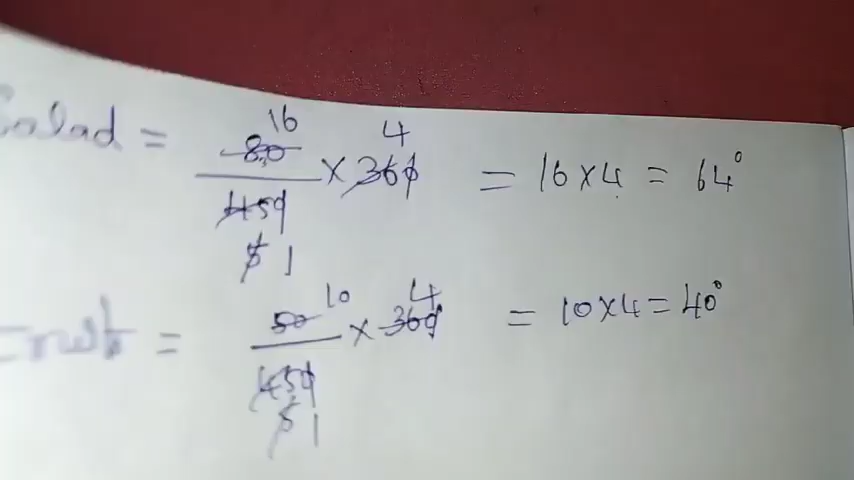 Salad = 80/450 × 360 = 16 × 4 = 64°
16 4
5 1
= 50/450 × 360 = 10 × 4 = 40°
10 4
5 1